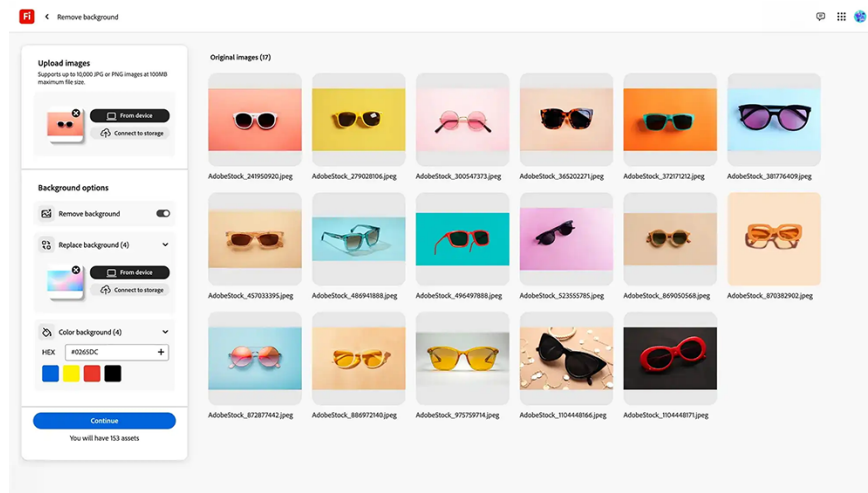 Fi
Remove background
Upload images
Supports up to 10,000 JPG or PNG images at 100MB
maximum file size.
From device
Connect to storage
Background options
Remove background
Replace background (4)
From device
Connect to storage
Color background (4)
HEX
#0265DC
Continue
You will have 153 assets
Original images (17)
AdobeStock_241950920.jpeg
AdobeStock_279028106.jpeg
AdobeStock_300547373.jpeg
AdobeStock_365202271.jpeg
AdobeStock_372171212.jpeg
AdobeStock_381776409.jpeg
AdobeStock_457033395.jpeg
AdobeStock_486941888.jpeg
AdobeStock_496497888.jpeg
AdobeStock_523555785.jpeg
AdobeStock_869050568.jpeg
AdobeStock_870382902.jpeg
AdobeStock_872877442.jpeg
AdobeStock_886972140.jpeg
AdobeStock_975759714.jpeg
AdobeStock_1104448166.jpeg
AdobeStock_1104448171.jpeg